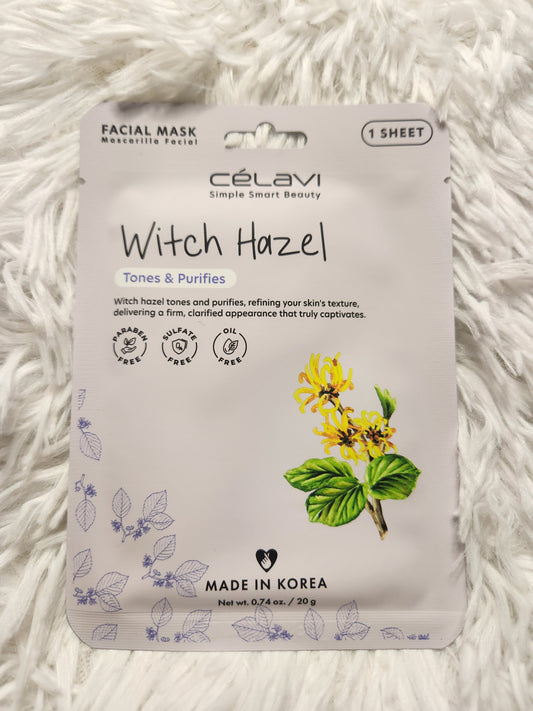 FACIAL MASK
Mascarilla Facial
1 SHEET
CéLAVI
Simple Smart Beauty
Witch Hazel
Tones & Purifies
Witch hazel tones and purifies, refining your skin's texture,
delivering a firm, clarified appearance that truly captivates.
PARABEN FREE
SULFATE FREE
OIL FREE
MADE IN KOREA
Net wt. 0.74 oz. / 20 g